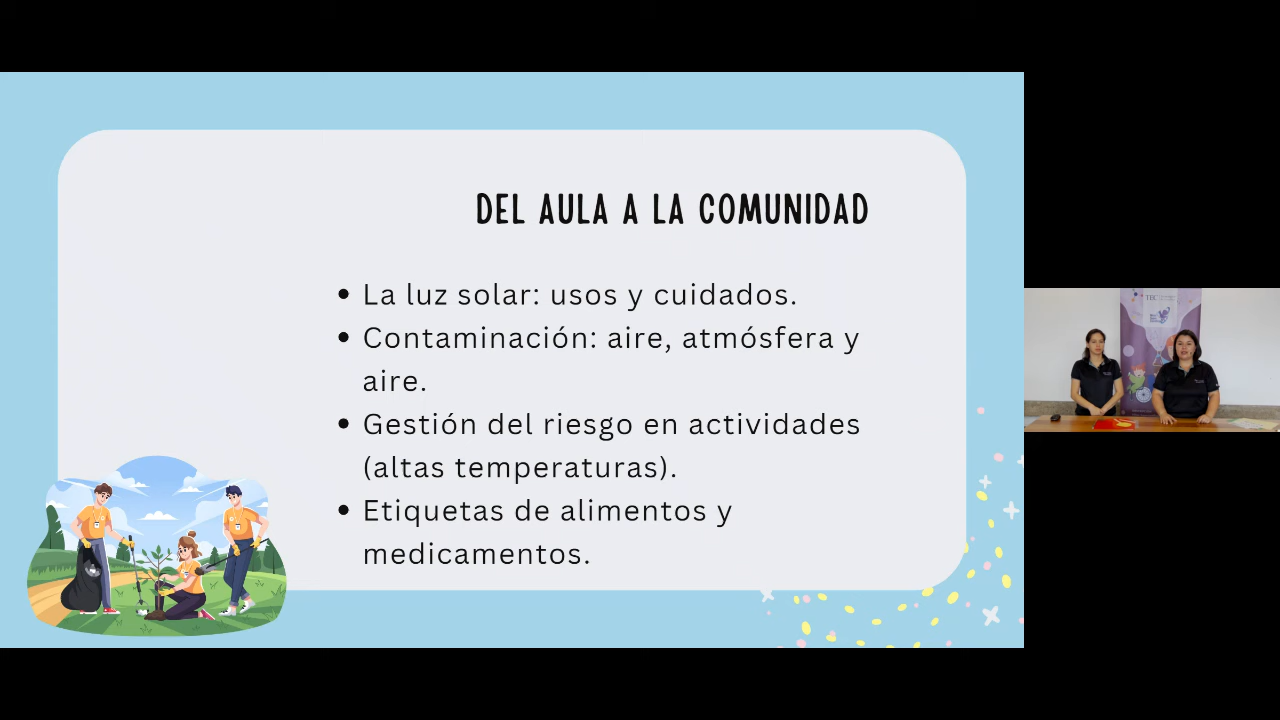 DEL AULA A LA COMUNIDAD
• La luz solar: usos y cuidados.
• Contaminación: aire, atmósfera y
aire.
• Gestión del riesgo en actividades
(altas temperaturas).
• Etiquetas de alimentos y
medicamentos.
TEC